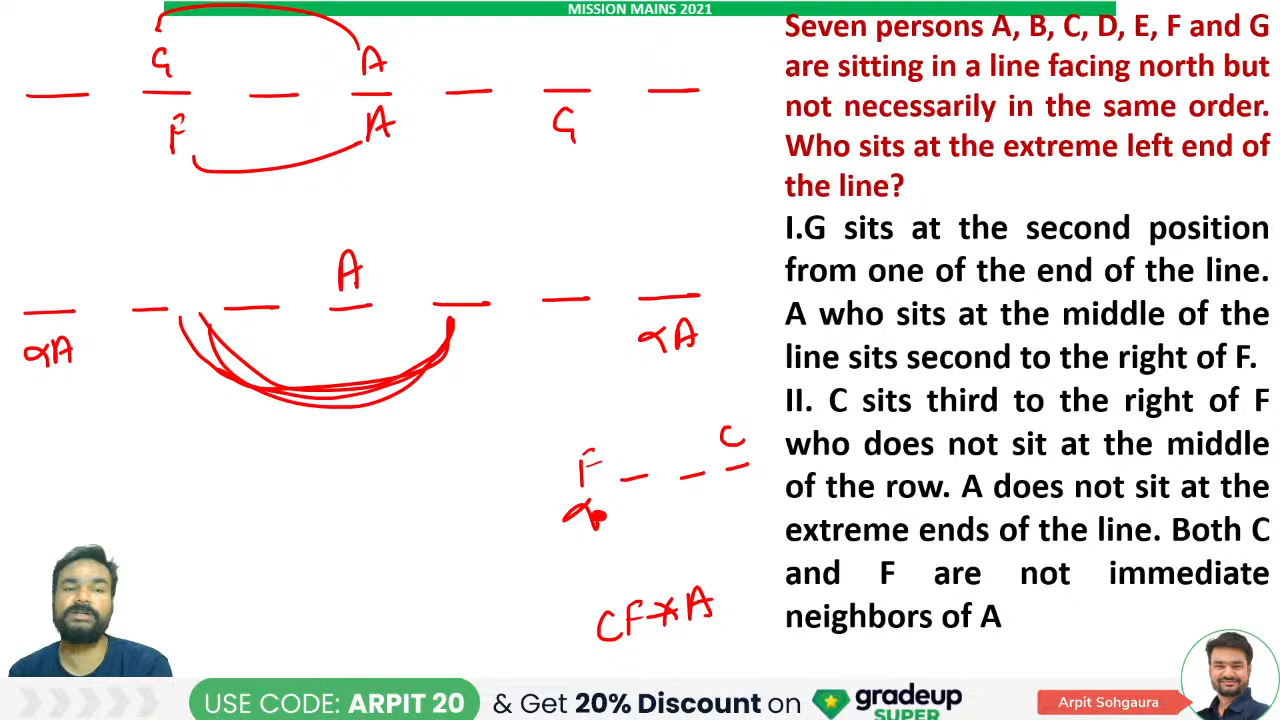 MISSION MAINS 2021
G A
F A G
A
αA αA
F C
CF A
Seven persons A, B, C, D, E, F and G
are sitting in a line facing north but
not necessarily in the same order.
Who sits at the extreme left end of
the line?
I.G sits at the second position
from one of the end of the line.
A who sits at the middle of the
line sits second to the right of F.
II. C sits third to the right of F
who does not sit at the middle
of the row. A does not sit at the
extreme ends of the line. Both C
and F are not immediate
neighbors of A
USE CODE: ARPIT 20 & Get 20% Discount on gradeup SUPER
Arpit Sohgaura